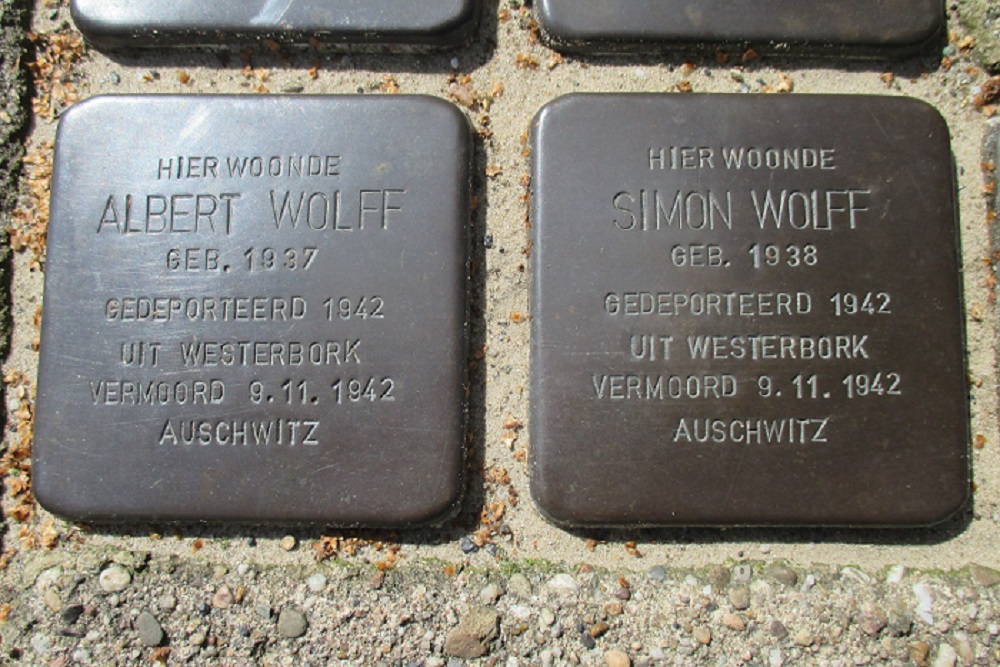 HIER WOONDE
ALBERT WOLFF
GEB. 1937
GEDEPORTEERD 1942
UIT WESTERBORK
VERMOORD 9.11.1942
AUSCHWITZ
HIER WOONDE
SIMON WOLFF
GEB. 1938
GEDEPORTEERD 1942
UIT WESTERBORK
VERMOORD 9.11.1942
AUSCHWITZ